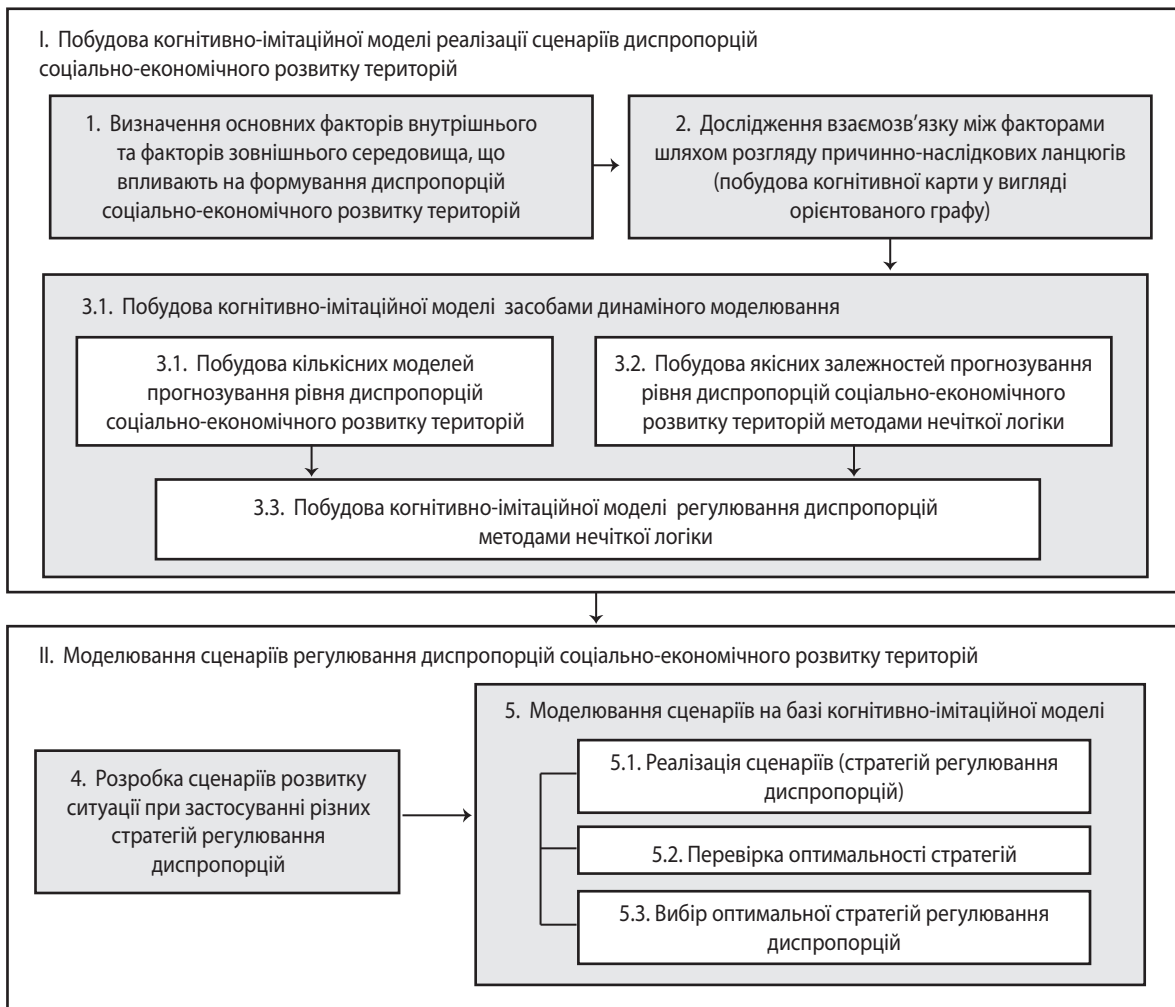 І. Побудова когнітивно-імітаційної моделі реалізації сценаріїв диспропорцій
соціально-економічного розвитку територій
1. Визначення основних факторів внутрішнього
та факторів зовнішнього середовища, що
впливають на формування диспропорцій
соціально-економічного розвитку територій
2. Дослідження взаємозв'язку між факторами
шляхом розгляду причинно-наслідкових ланцюгів
(побудова когнітивної карти у вигляді
орієнтованого графу)
3.1. Побудова когнітивно-імітаційної моделі засобами динаміного моделювання
3.1. Побудова кількісних моделей
прогнозування рівня диспропорцій
соціально-економічного розвитку територій
3.2. Побудова якісних залежностей прогнозування
рівня диспропорцій соціально-економічного
розвитку територій методами нечіткої логіки
3.3. Побудова когнітивно-імітаційної моделі регулювання диспропорцій
методами нечіткої логіки
ІІ. Моделювання сценаріїв регулювання диспропорцій соціально-економічного розвитку територій
4. Розробка сценаріїв розвитку
ситуації при застосуванні різних
стратегій регулювання
диспропорцій
5. Моделювання сценаріїв на базі когнітивно-імітаційної моделі
5.1. Реалізація сценаріїв (стратегій регулювання
диспропорцій)
5.2. Перевірка оптимальності стратегій
5.3. Вибір оптимальної стратегій регулювання
диспропорцій